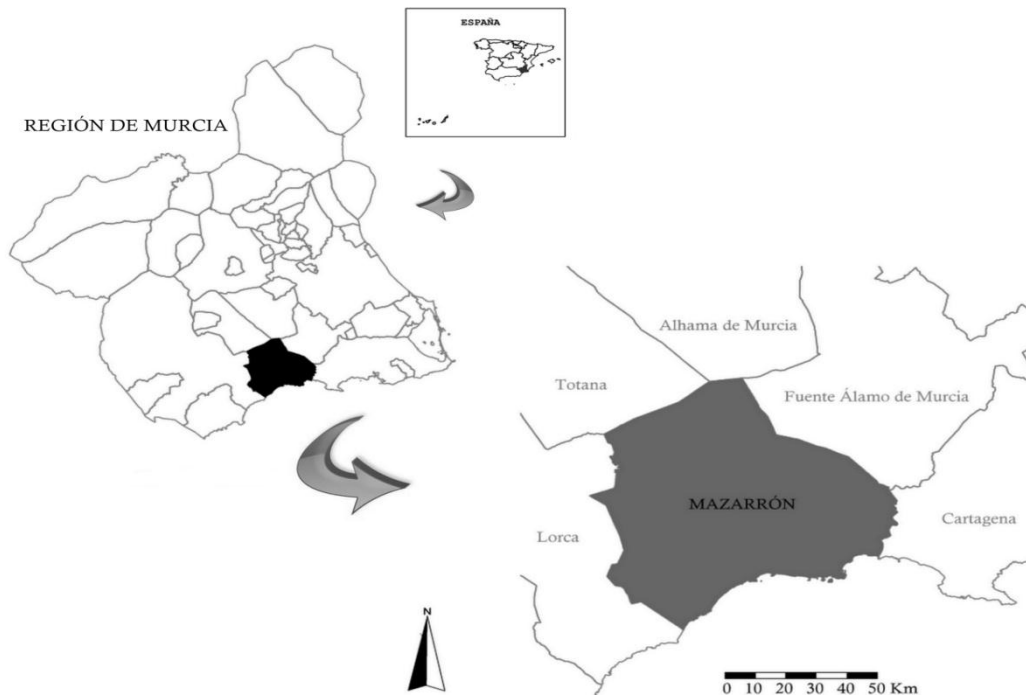 ESPAÑA
REGIÓN DE MURCIA
Alhama de Murcia
Totana
Fuente Álamo de Murcia
MAZARRÓN
Cartagena
Lorca
N
0 10 20 30 40 50 Km